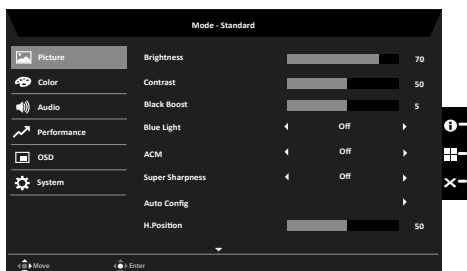 Mode - Standard
Picture
Color
Audio
Performance
OSD
System
Brightness 70
Contrast 50
Black Boost 5
Blue Light Off
ACM Off
Super Sharpness Off
Auto Config
H.Position 50
Move Enter